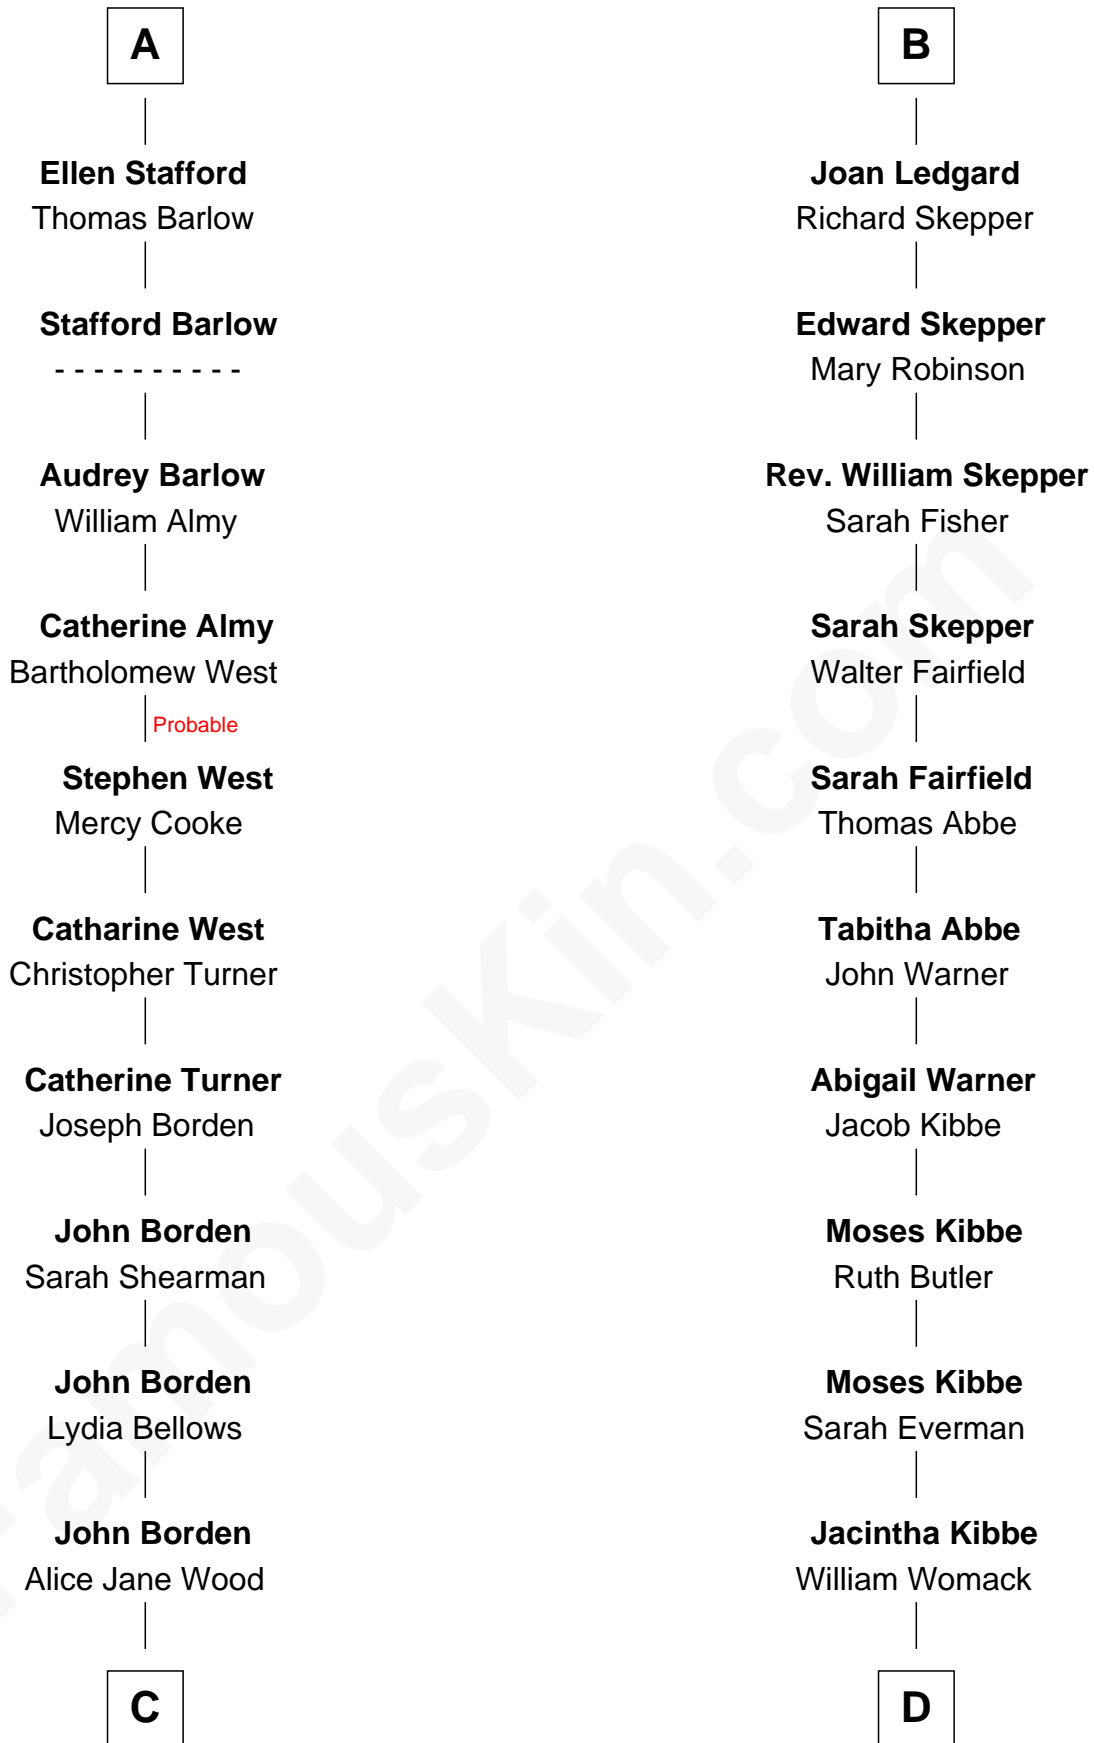 A
Ellen Stafford
Thomas Barlow
Stafford Barlow
- - - - - - - - - -
Audrey Barlow
William Almy
Catherine Almy
Bartholomew West
Probable
Stephen West
Mercy Cooke
Catharine West
Christopher Turner
Catherine Turner
Joseph Borden
John Borden
Sarah Shearman
John Borden
Lydia Bellows
John Borden
Alice Jane Wood
C
B
Joan Ledgard
Richard Skepper
Edward Skepper
Mary Robinson
Rev. William Skepper
Sarah Fisher
Sarah Skepper
Walter Fairfield
Sarah Fairfield
Thomas Abbe
Tabitha Abbe
John Warner
Abigail Warner
Jacob Kibbe
Moses Kibbe
Ruth Butler
Moses Kibbe
Sarah Everman
Jacintha Kibbe
William Womack
D
FamousKin.com